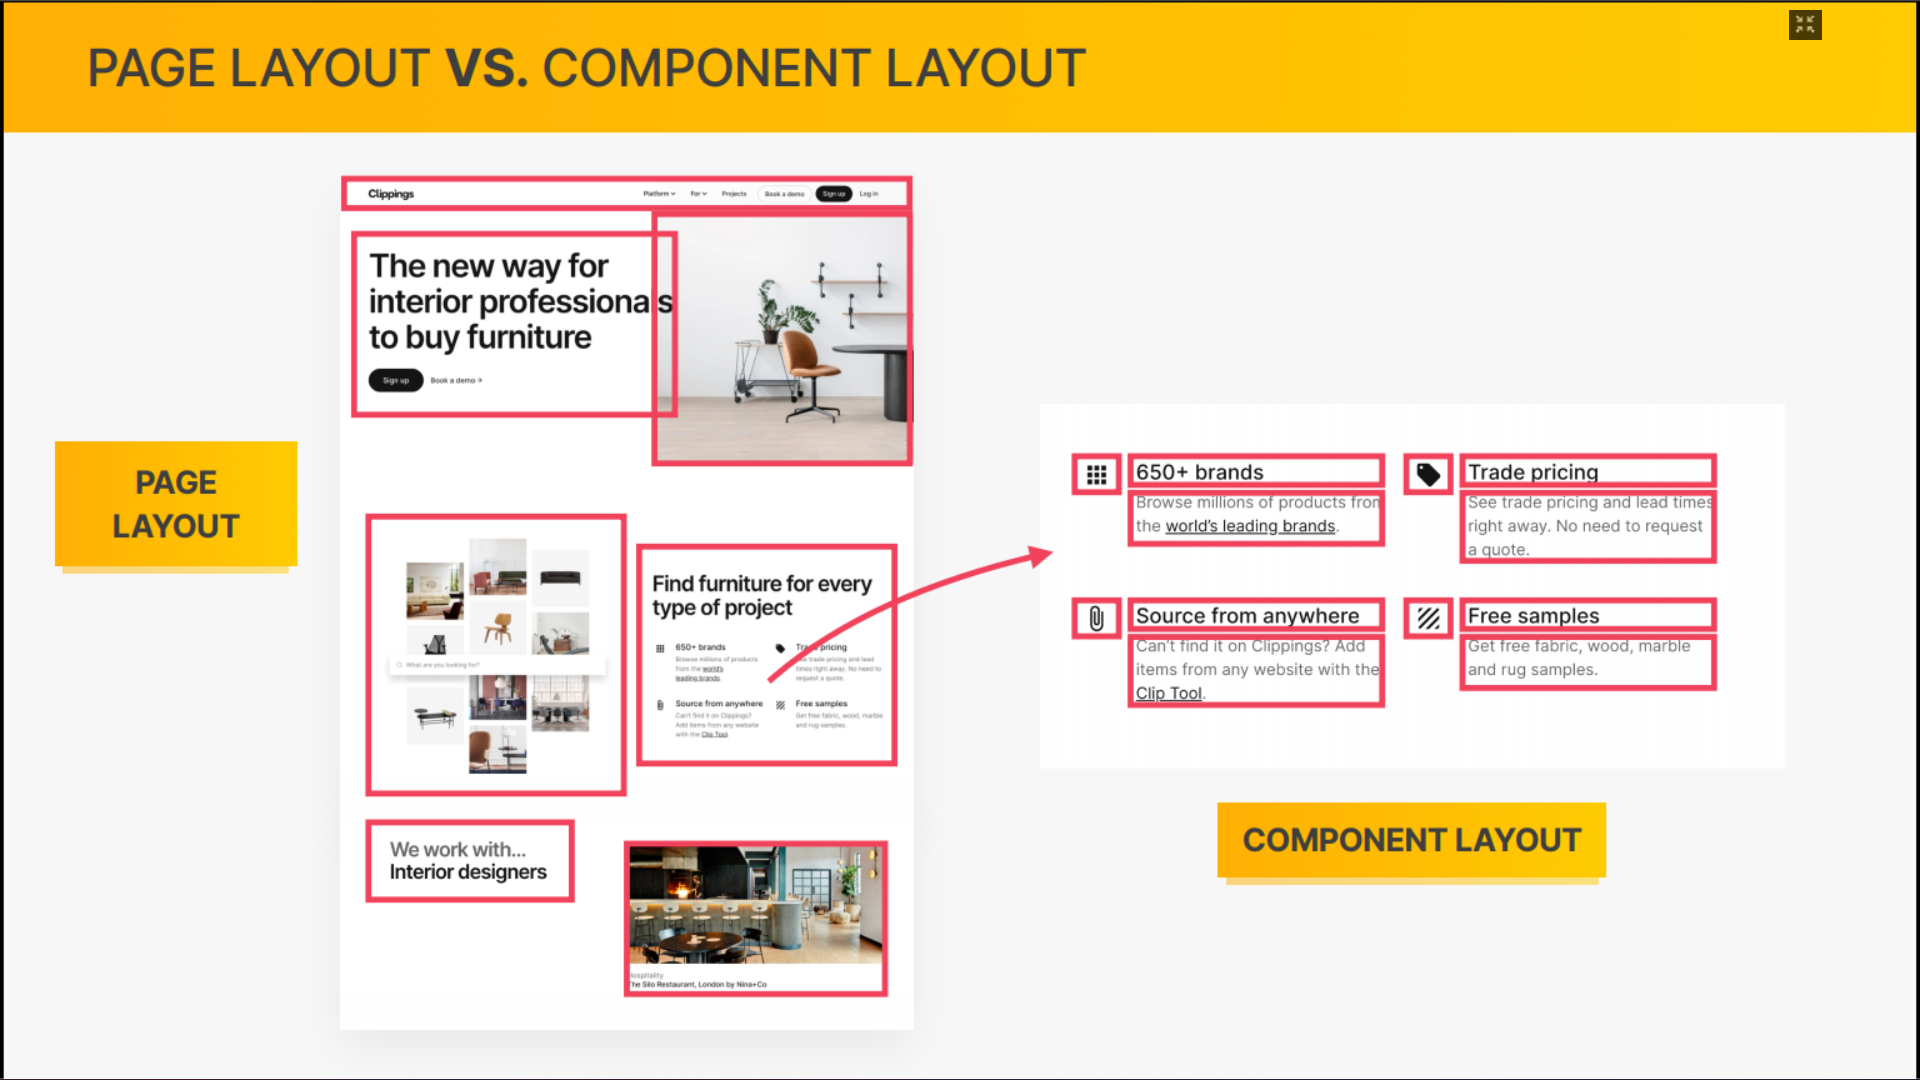 PAGE LAYOUT VS. COMPONENT LAYOUT
Clippings
Platform
For
Projects
Book a demo
Sign up
Log in
The new way for
interior professionals
to buy furniture
Sign up
Book a demo →
PAGE
LAYOUT
What are you looking for?
Find furniture for every
type of project
650+ brands
Browse millions of products
from the world's
leading brands.
Trade pricing
See trade pricing and lead
times right away. No need to
request a quote.
Source from anywhere
Can't find it on Clippings?
Add items from any website
with the Clip Tool.
Free samples
Get free fabric, wood, marble
and rug samples.
We work with...
Interior designers
Hospitality
The Silo Restaurant, London by Nina+Co
650+ brands
Browse millions of products from
the world's leading brands.
Trade pricing
See trade pricing and lead times
right away. No need to request
a quote.
Source from anywhere
Can't find it on Clippings? Add
items from any website with the
Clip Tool.
Free samples
Get free fabric, wood, marble
and rug samples.
COMPONENT LAYOUT